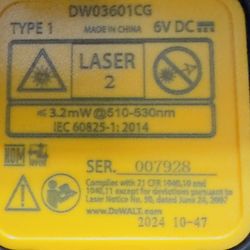 DW03601CG
TYPE 1
MADE IN CHINA
6V DC
LASER
2
≤ 3.2mW @510-530nm
IEC 60825-1: 2014
SER. 007928
Complies with 21 CFR 1040.10 and
1040.11 except for deviations pursuant to
Laser Notice No. 50, dated June 24, 2007
www.DeWALT.com
2024 10-47